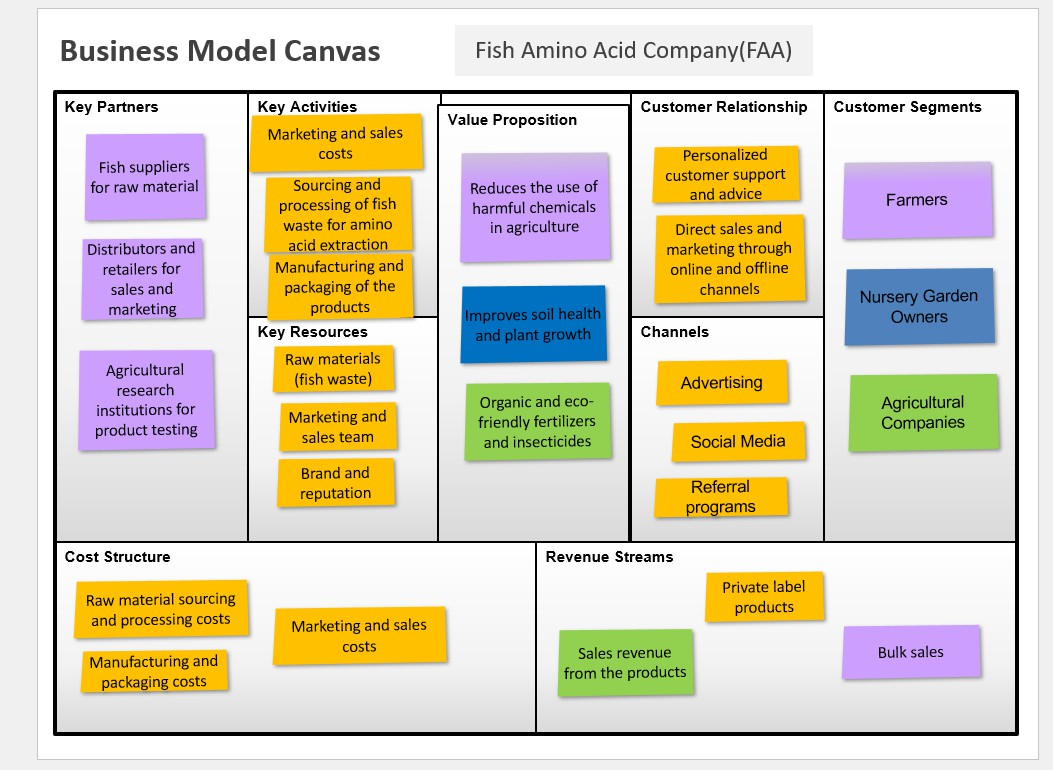 Business Model Canvas
Fish Amino Acid Company(FAA)
Key Partners
Fish suppliers
for raw material
Distributors and
retailers for
sales and
marketing
Agricultural
research
institutions for
product testing
Key Activities
Marketing and sales
costs
Sourcing and
processing of fish
waste for amino
acid extraction
Manufacturing and
packaging of the
products
Key Resources
Raw materials
(fish waste)
Marketing and
sales team
Brand and
reputation
Value Proposition
Reduces the use of
harmful chemicals
in agriculture
Improves soil health
and plant growth
Organic and eco-
friendly fertilizers
and insecticides
Customer Relationship
Personalized
customer support
and advice
Direct sales and
marketing through
online and offline
channels
Channels
Advertising
Social Media
Referral
programs
Customer Segments
Farmers
Nursery Garden
Owners
Agricultural
Companies
Cost Structure
Raw material sourcing
and processing costs
Manufacturing and
packaging costs
Marketing and sales
costs
Revenue Streams
Private label
products
Sales revenue
from the products
Bulk sales